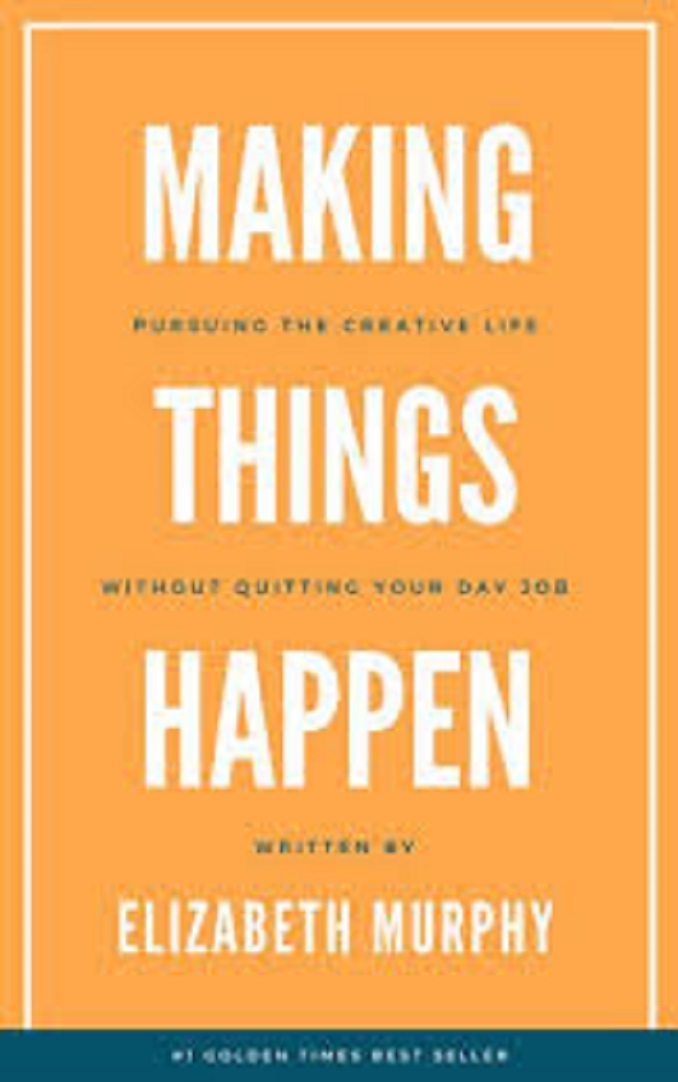 MAKING
PURSUING THE CREATIVE LIFE
THINGS
WITHOUT QUITTING YOUR DAY JOB
HAPPEN
WRITTEN BY
ELIZABETH MURPHY
#1 GOLDEN TIMES BEST SELLER